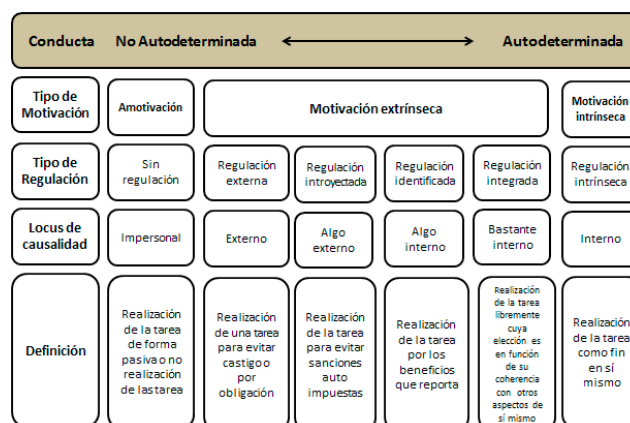 Conducta No Autodeterminada Autodeterminada
Tipo de
Motivación
Amotivación
Motivación extrínseca
Motivación
intrínseca
Tipo de
Regulación
Sin
regulación
Regulación
externa
Regulación
introyectada
Regulación
identificada
Regulación
integrada
Regulación
intrínseca
Locus de
causalidad
Impersonal
Externo
Algo
externo
Algo
interno
Bastante
interno
Interno
Definición
Realización
de la tarea
de forma
pasiva o no
realización
de las tarea
Realización
de una tarea
para evitar
castigo o
por
obligación
Realización
de la tarea
para evitar
sanciones
auto
impuestas
Realización
de la tarea
por los
beneficios
que reporta
Realización
de la tarea
libremente
cuya
elección es
en función
de su
coherencia
con otros
aspectos de
sí mismo
Realización
de la tarea
como fin
en sí
mismo